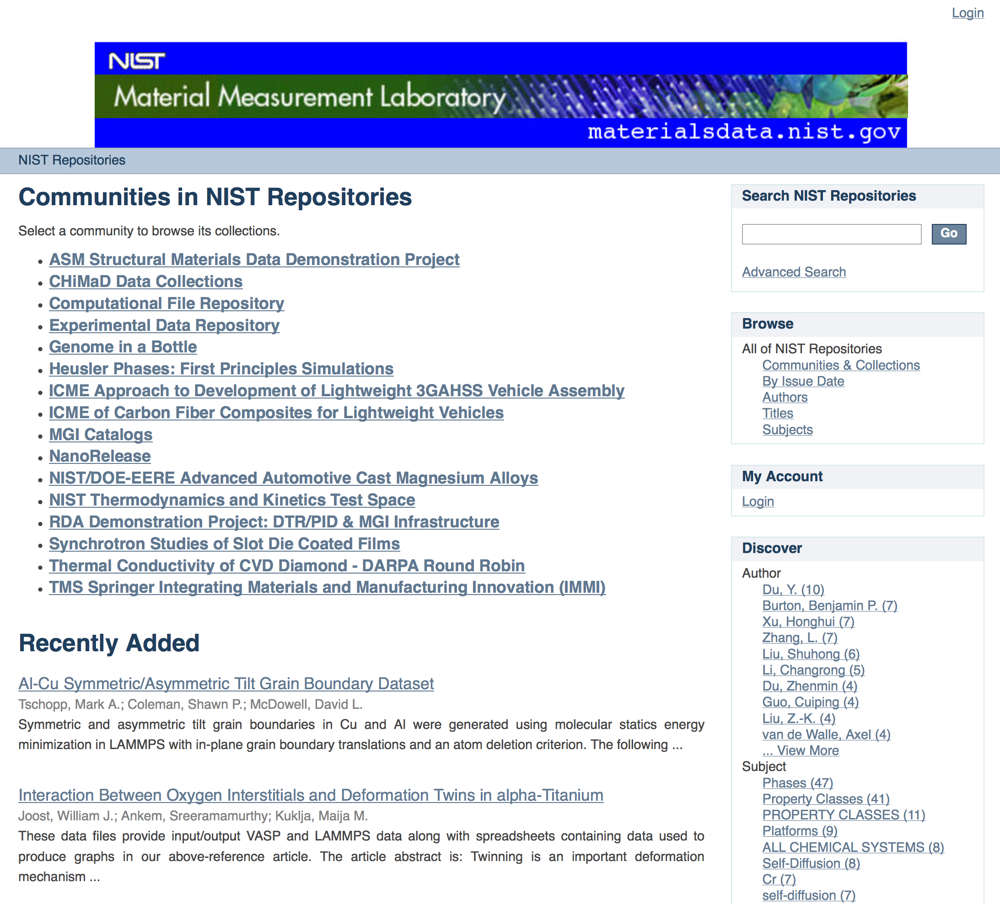 Login
NIST
Material Measurement Laboratory
materialsdata.nist.gov
NIST Repositories
Communities in NIST Repositories
Select a community to browse its collections.
ASM Structural Materials Data Demonstration Project
CHiMaD Data Collections
Computational File Repository
Experimental Data Repository
Genome in a Bottle
Heusler Phases: First Principles Simulations
ICME Approach to Development of Lightweight 3GAHSS Vehicle Assembly
ICME of Carbon Fiber Composites for Lightweight Vehicles
MGI Catalogs
NanoRelease
NIST/DOE-EERE Advanced Automotive Cast Magnesium Alloys
NIST Thermodynamics and Kinetics Test Space
RDA Demonstration Project: DTR/PID & MGI Infrastructure
Synchrotron Studies of Slot Die Coated Films
Thermal Conductivity of CVD Diamond - DARPA Round Robin
TMS Springer Integrating Materials and Manufacturing Innovation (IMMI)
Recently Added
Al-Cu Symmetric/Asymmetric Tilt Grain Boundary Dataset
Tschopp, Mark A.; Coleman, Shawn P.; McDowell, David L.
Symmetric and asymmetric tilt grain boundaries in Cu and Al were generated using molecular statics energy
minimization in LAMMPS with in-plane grain boundary translations and an atom deletion criterion. The following ...
Interaction Between Oxygen Interstitials and Deformation Twins in alpha-Titanium
Joost, William J.; Ankem, Sreeramamurthy; Kuklja, Maija M.
These data files provide input/output VASP and LAMMPS data along with spreadsheets containing data used to
produce graphs in our above-reference article. The article abstract is: Twinning is an important deformation
mechanism ...
Search NIST Repositories
Go
Advanced Search
Browse
All of NIST Repositories
Communities & Collections
By Issue Date
Authors
Titles
Subjects
My Account
Login
Discover
Author
Du, Y. (10)
Burton, Benjamin P. (7)
Xu, Honghui (7)
Zhang, L. (7)
Liu, Shuhong (6)
Li, Changrong (5)
Du, Zhenmin (4)
Guo, Cuiping (4)
Liu, Z.-K. (4)
van de Walle, Axel (4)
... View More
Subject
Phases (47)
Property Classes (41)
PROPERTY CLASSES (11)
Platforms (9)
ALL CHEMICAL SYSTEMS (8)
Self-Diffusion (8)
Cr (7)
self-diffusion (7)